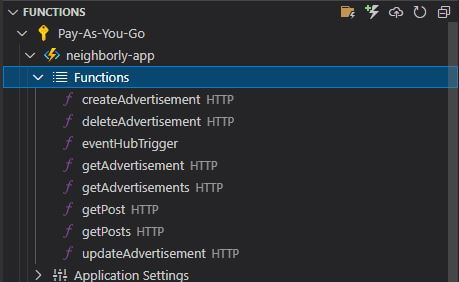 FUNCTIONS
Pay-As-You-Go
neighborly-app
Functions
createAdvertisement HTTP
deleteAdvertisement HTTP
eventHubTrigger
getAdvertisement HTTP
getAdvertisements HTTP
getPost HTTP
getPosts HTTP
updateAdvertisement HTTP
Application Settings